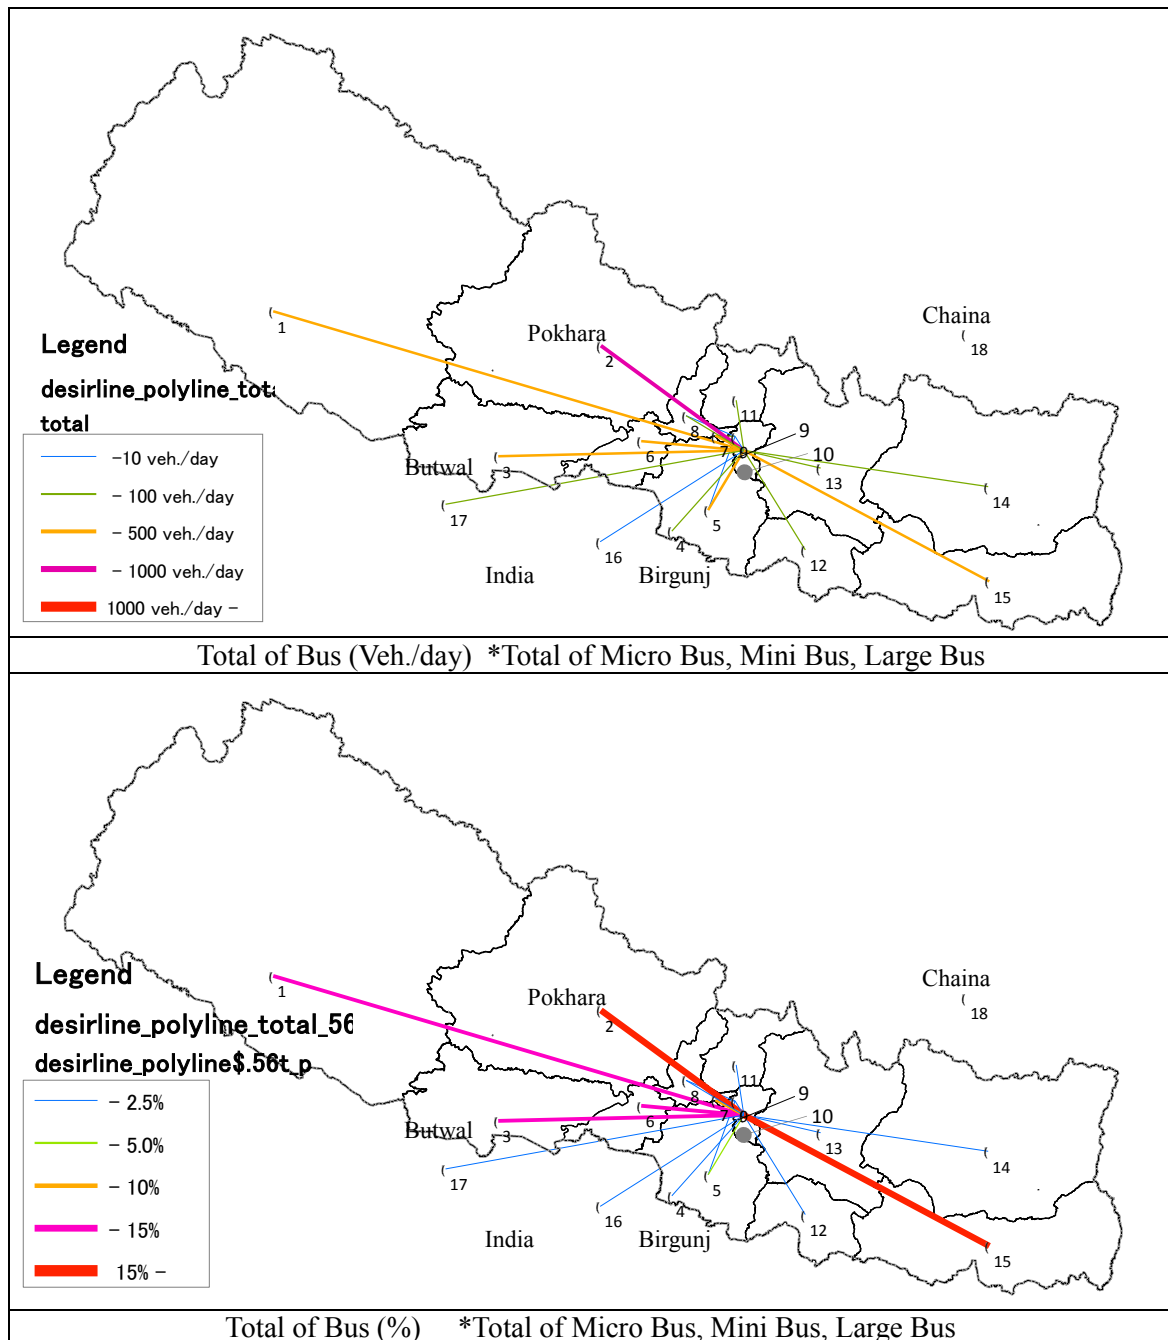 Chaina
18
Pokhara
2
1
Legend
desirline_polyline_tota
total
-10 veh./day
- 100 veh./day
- 500 veh./day
- 1000 veh./day
1000 veh./day -
11
8
9
7
9
10
6
13
Butwal
3
14
17
5
4
16
12
India
Birgunj
15
Total of Bus (Veh./day) *Total of Micro Bus, Mini Bus, Large Bus
Chaina
18
Pokhara
2
1
Legend
desirline_polyline_total_56
desirline_polyline$.56t_p
- 2.5%
- 5.0%
- 10%
- 15%
15% -
11
8
9
7
9
10
6
13
Butwal
3
14
17
5
4
16
12
India
Birgunj
15
Total of Bus (%) *Total of Micro Bus, Mini Bus, Large Bus